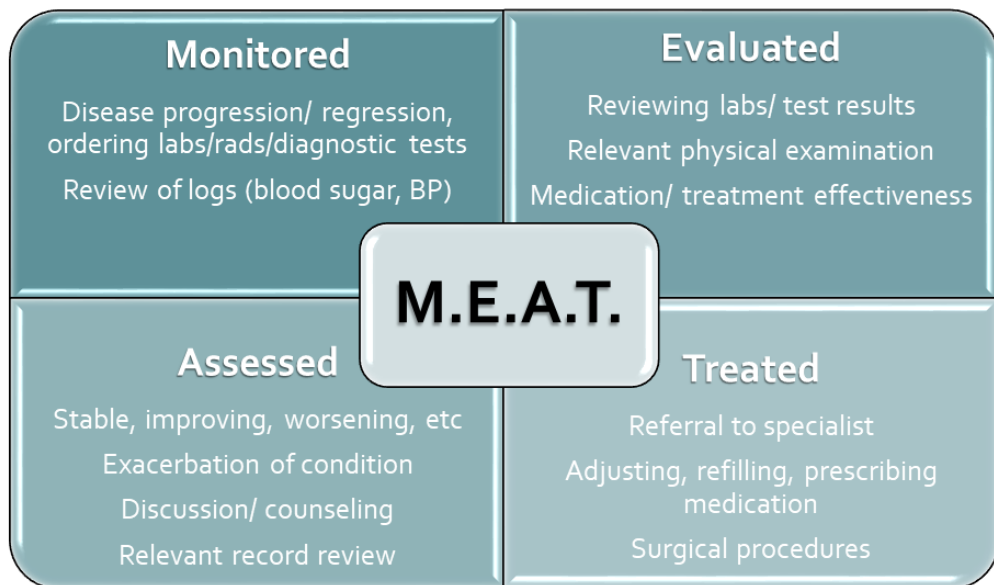 Monitored
Disease progression/ regression,
ordering labs/rads/diagnostic tests
Review of logs (blood sugar, BP)
Evaluated
Reviewing labs/ test results
Relevant physical examination
Medication/ treatment effectiveness
M.E.A.T.
Assessed
Stable, improving, worsening, etc
Exacerbation of condition
Discussion/ counseling
Relevant record review
Treated
Referral to specialist
Adjusting, refilling, prescribing
medication
Surgical procedures